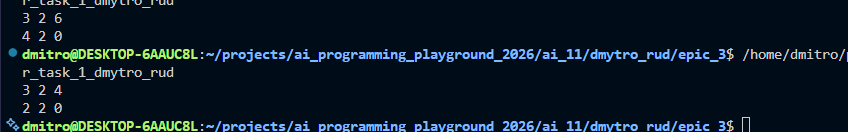 r_task_1_dmytro_rud
3 2 6
4 2 0
dmitro@DESKTOP-6AAUC8L:~/projects/ai_programming_playground_2026/ai_11/dmytro_rud/epic_3$ /home/dmitro/
r_task_1_dmytro_rud
3 2 4
2 2 0
dmitro@DESKTOP-6AAUC8L:~/projects/ai_programming_playground_2026/ai_11/dmytro_rud/epic_3$